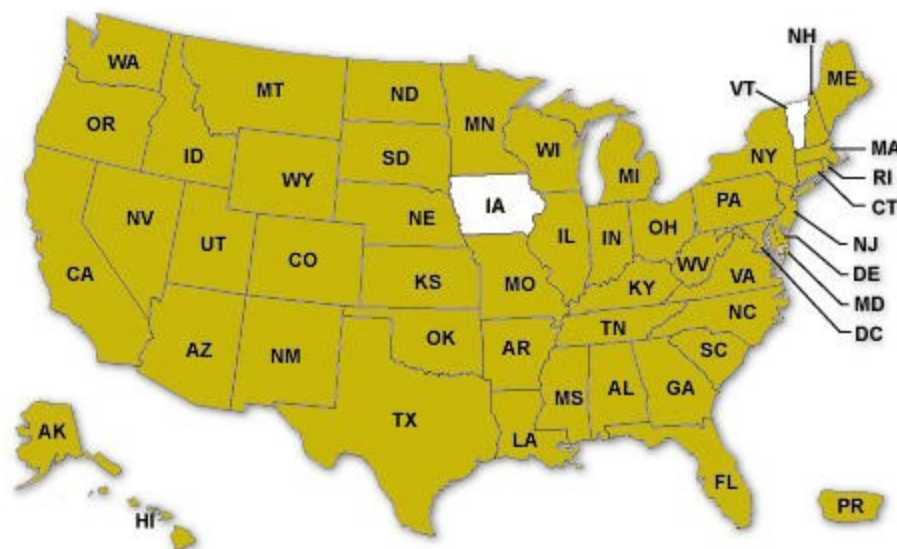 NH
WA
ME
MT
ND
VT
MN
OR
MA
WI
ID
SD
NY
WY
MI
RI
IA
CT
PA
NE
NV
OH
IL
IN
NJ
UT
CO
WV
CA
DE
VA
KS
MO
KY
MD
NC
TN
DC
OK
AZ
AR
NM
SC
MS
AL
GA
TX
AK
LA
FL
PR
HI